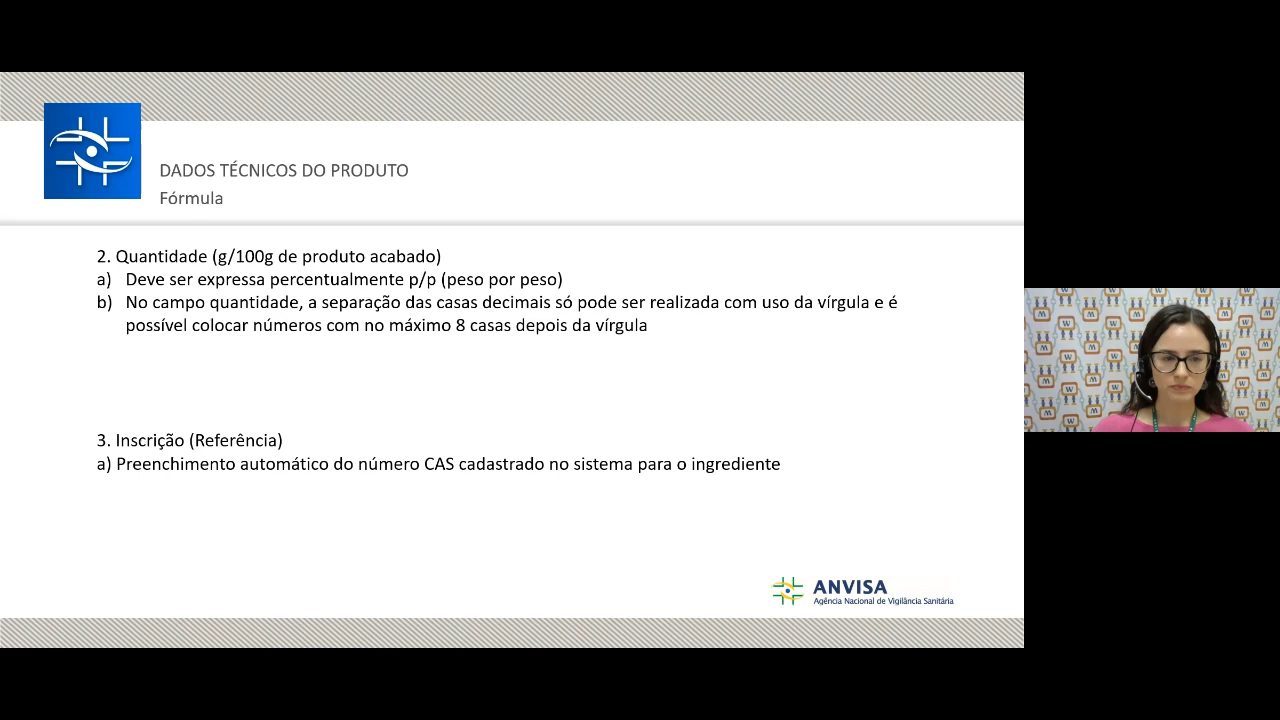 DADOS TÉCNICOS DO PRODUTO
Fórmula
2. Quantidade (g/100g de produto acabado)
a) Deve ser expressa percentualmente p/p (peso por peso)
b) No campo quantidade, a separação das casas decimais só pode ser realizada com uso da vírgula e é
possível colocar números com no máximo 8 casas depois da vírgula
3. Inscrição (Referência)
a) Preenchimento automático do número CAS cadastrado no sistema para o ingrediente
ANVISA
Agência Nacional de Vigilância Sanitária